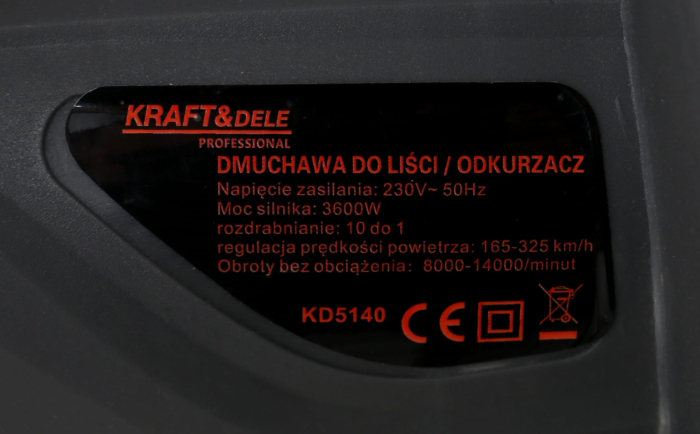 KRAFT&DELE
PROFESSIONAL
DMUCHAWA DO LIŚCI / ODKURZACZ
Napięcie zasilania: 230V~ 50Hz
Moc silnika: 3600W
rozdrabnianie: 10 do 1
regulacja prędkości powietrza: 165-325 km/h
Obroty bez obciążenia: 8000-14000/minut
KD5140 CE